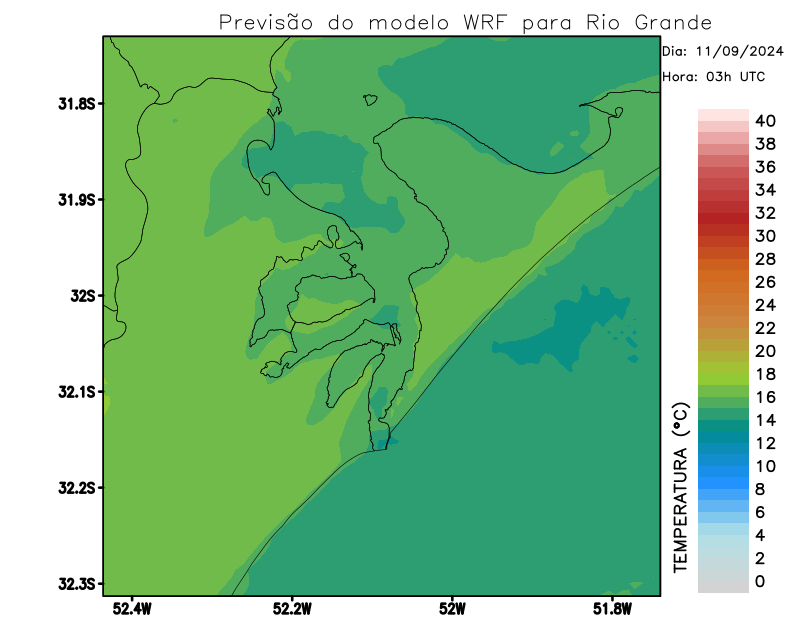 Previsão do modelo WRF para Rio Grande
Dia: 11/09/2024
Hora: 03h UTC
31.8S
31.9S
32S
32.1S
32.2S
32.3S
52.4W
52.2W
52W
51.8W
TEMPERATURA (°C)
40
38
36
34
32
30
28
26
24
22
20
18
16
14
12
10
8
6
4
2
0